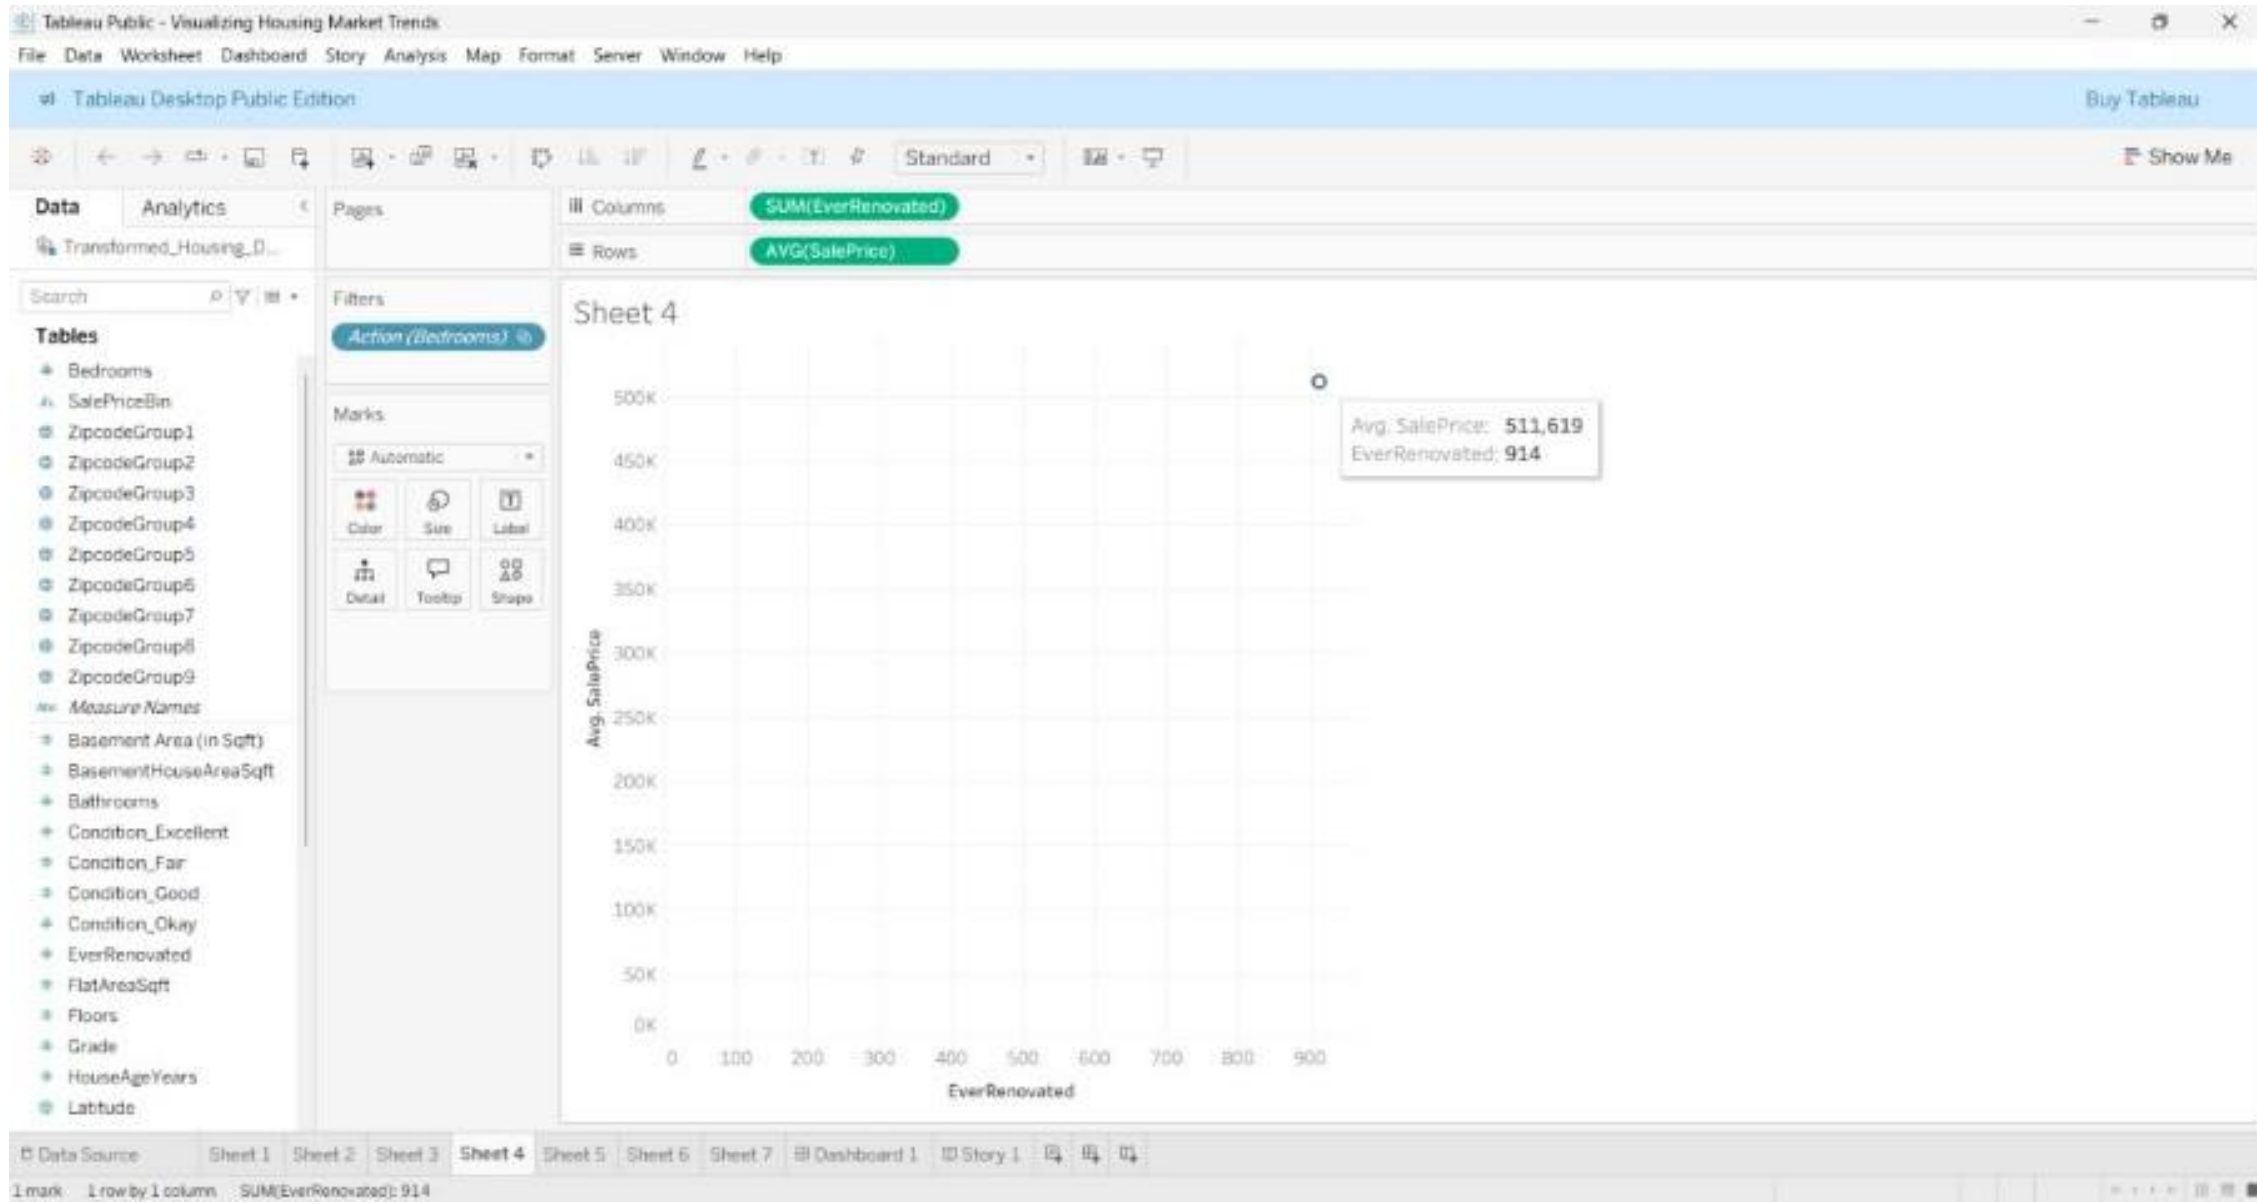 Tableau Public - Visualizing Housing Market Trends
File Data Worksheet Dashboard Story Analysis Map Format Server Window Help
Tableau Desktop Public Edition
Buy Tableau
Standard
Show Me
Data Analytics
Transformed_Housing_D...
Search
Tables
Bedrooms
SalePriceBin
ZipcodeGroup1
ZipcodeGroup2
ZipcodeGroup3
ZipcodeGroup4
ZipcodeGroup5
ZipcodeGroup6
ZipcodeGroup7
ZipcodeGroup8
ZipcodeGroup9
Abc Measure Names
Basement Area (in Sqft)
BasementHouseAreaSqft
Bathrooms
Condition_Excellent
Condition_Fair
Condition_Good
Condition_Okay
EverRenovated
FlatAreaSqft
Floors
Grade
HouseAgeYears
Latitude
Pages
Filters
Action (Bedrooms)
Marks
Automatic
Color Size Label
Detail Tooltip Shape
Columns SUM(EverRenovated)
Rows AVG(SalePrice)
Sheet 4
500K
450K
400K
350K
300K
250K
200K
150K
100K
50K
0K
Avg. SalePrice
Avg. SalePrice: 511,619
EverRenovated: 914
0 100 200 300 400 500 600 700 800 900
EverRenovated
Data Source Sheet 1 Sheet 2 Sheet 3 Sheet 4 Sheet 5 Sheet 6 Sheet 7 Dashboard 1 Story 1
1 mark 1 row by 1 column SUM(EverRenovated): 914